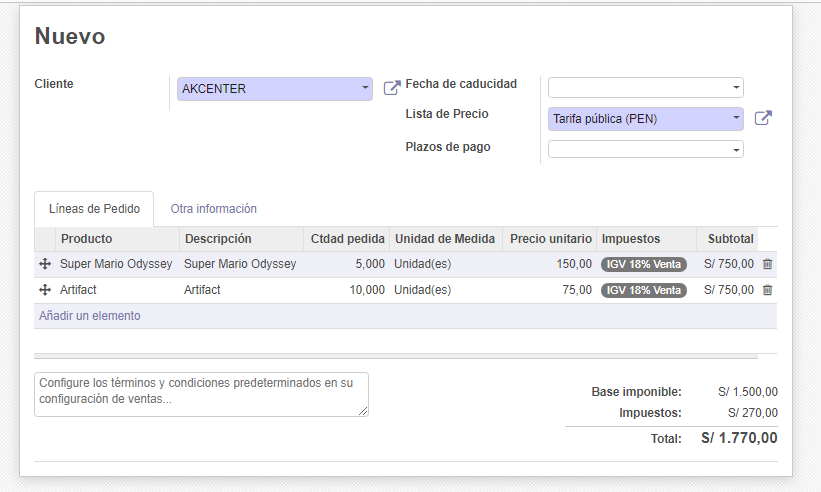 Nuevo
Cliente AKCENTER Fecha de caducidad
Lista de Precio Tarifa pública (PEN)
Plazos de pago
Líneas de Pedido Otra información
Producto Descripción Ctdad pedida Unidad de Medida Precio unitario Impuestos Subtotal
Super Mario Odyssey Super Mario Odyssey 5,000 Unidad(es) 150,00 IGV 18% Venta S/ 750,00
Artifact Artifact 10,000 Unidad(es) 75,00 IGV 18% Venta S/ 750,00
Añadir un elemento
Configure los términos y condiciones predeterminados en su
configuración de ventas...
Base imponible: S/ 1.500,00
Impuestos: S/ 270,00
Total: S/ 1.770,00